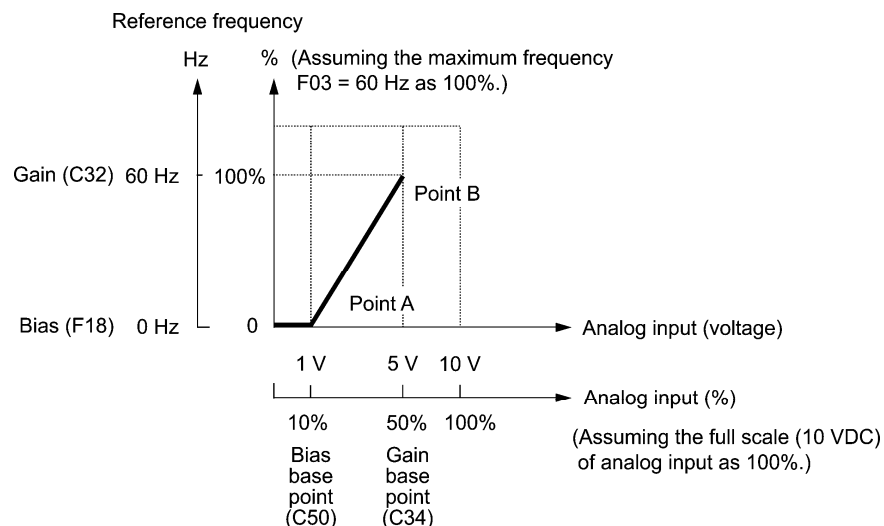 Reference frequency
Hz
% (Assuming the maximum frequency
F03 = 60 Hz as 100%.)
Gain (C32) 60 Hz 100%
Point B
Point A
Bias (F18) 0 Hz 0
Analog input (voltage)
1 V 5 V 10 V
Analog input (%)
10% 50% 100%
(Assuming the full scale (10 VDC)
of analog input as 100%.)
Bias
base
point
(C50)
Gain
base
point
(C34)